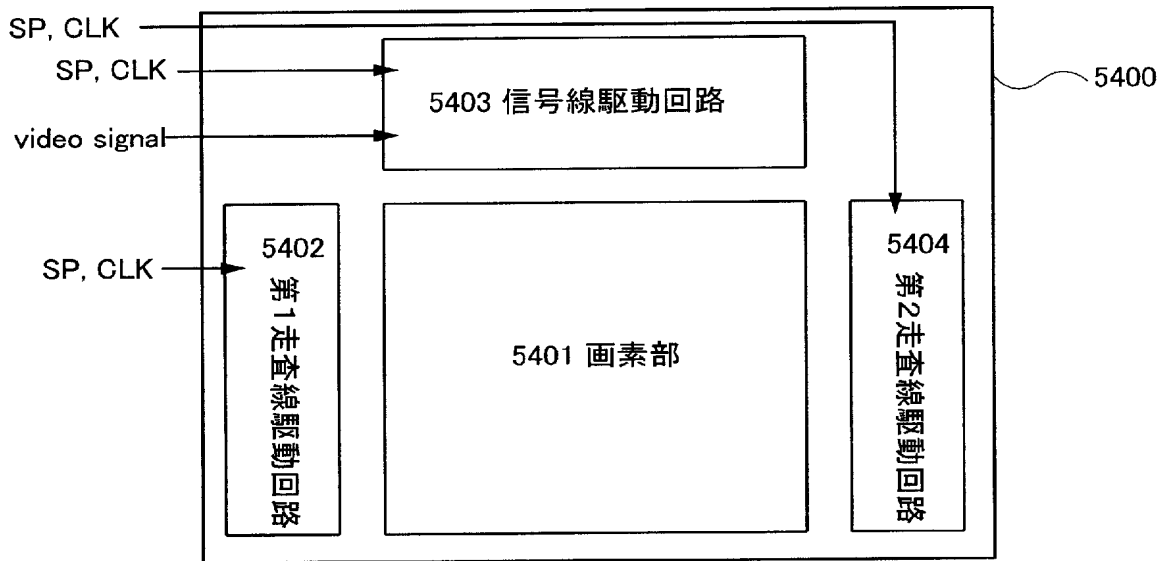 SP, CLK
SP, CLK
5403 信号線駆動回路
5400
video signal
5402
第1走査線駆動回路
5404
第2走査線駆動回路
SP, CLK
5401 画素部